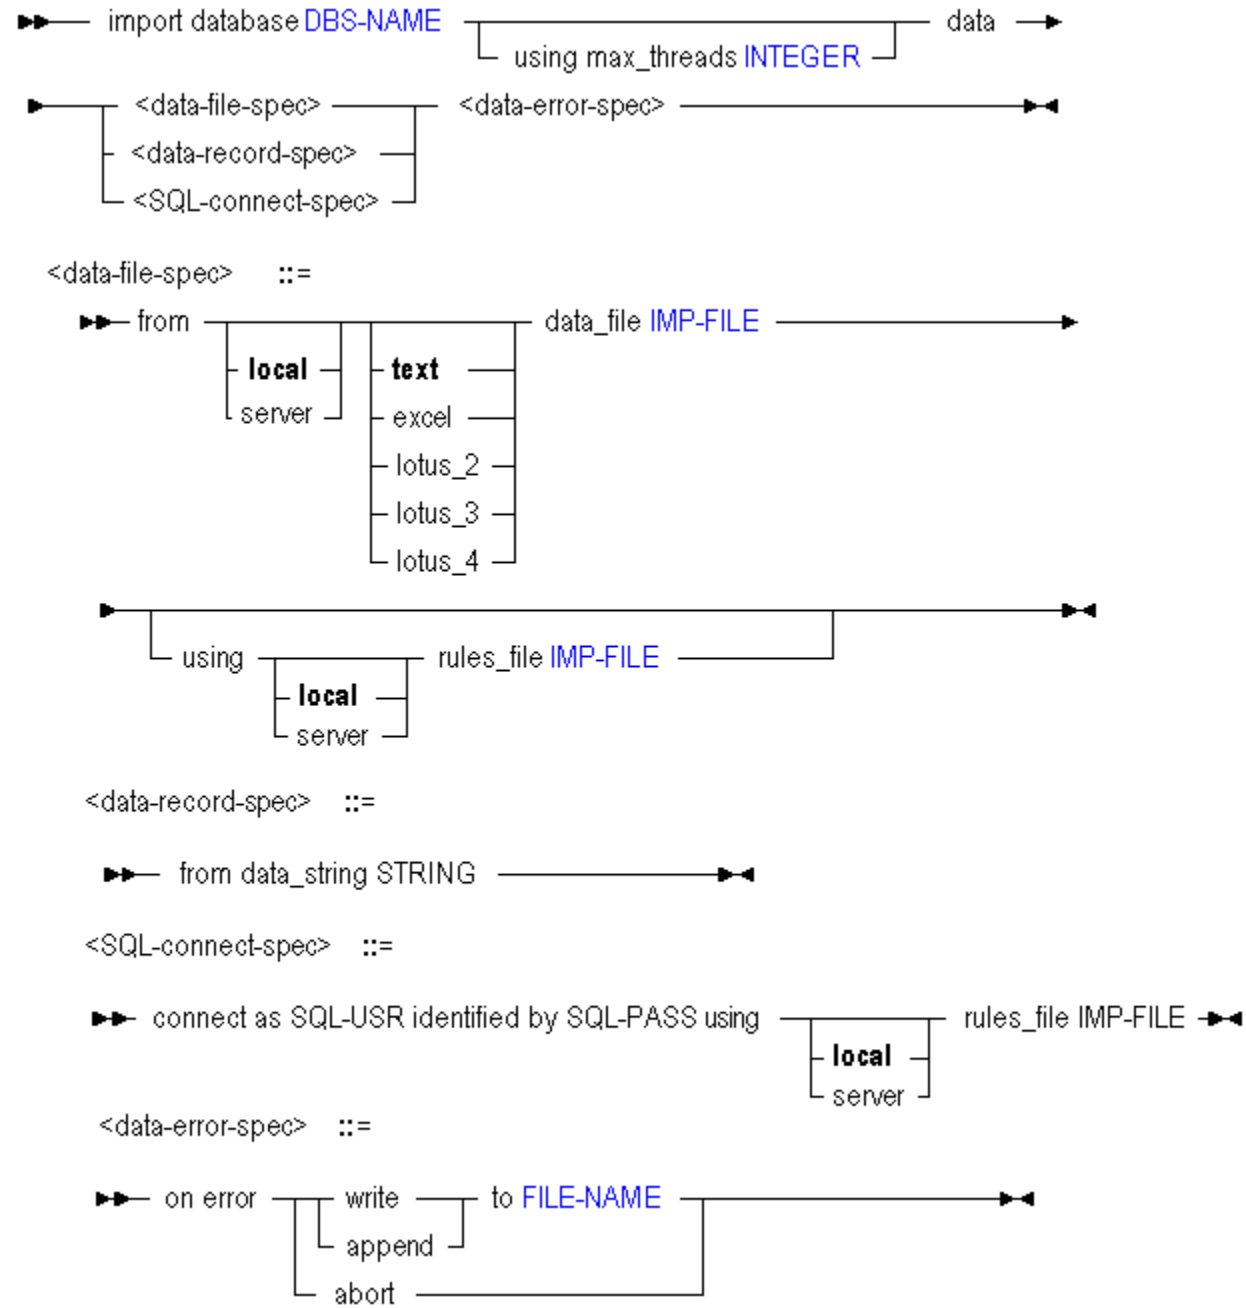 import database DBS-NAME data
using max_threads INTEGER
<data-file-spec> <data-error-spec>
<data-record-spec>
<SQL-connect-spec>
<data-file-spec> ::=
from data_file IMP-FILE
local text
server excel
lotus_2
lotus_3
lotus_4
using rules_file IMP-FILE
local
server
<data-record-spec> ::=
from data_string STRING
<SQL-connect-spec> ::=
connect as SQL-USR identified by SQL-PASS using rules_file IMP-FILE
local
server
<data-error-spec> ::=
on error write to FILE-NAME
append
abort